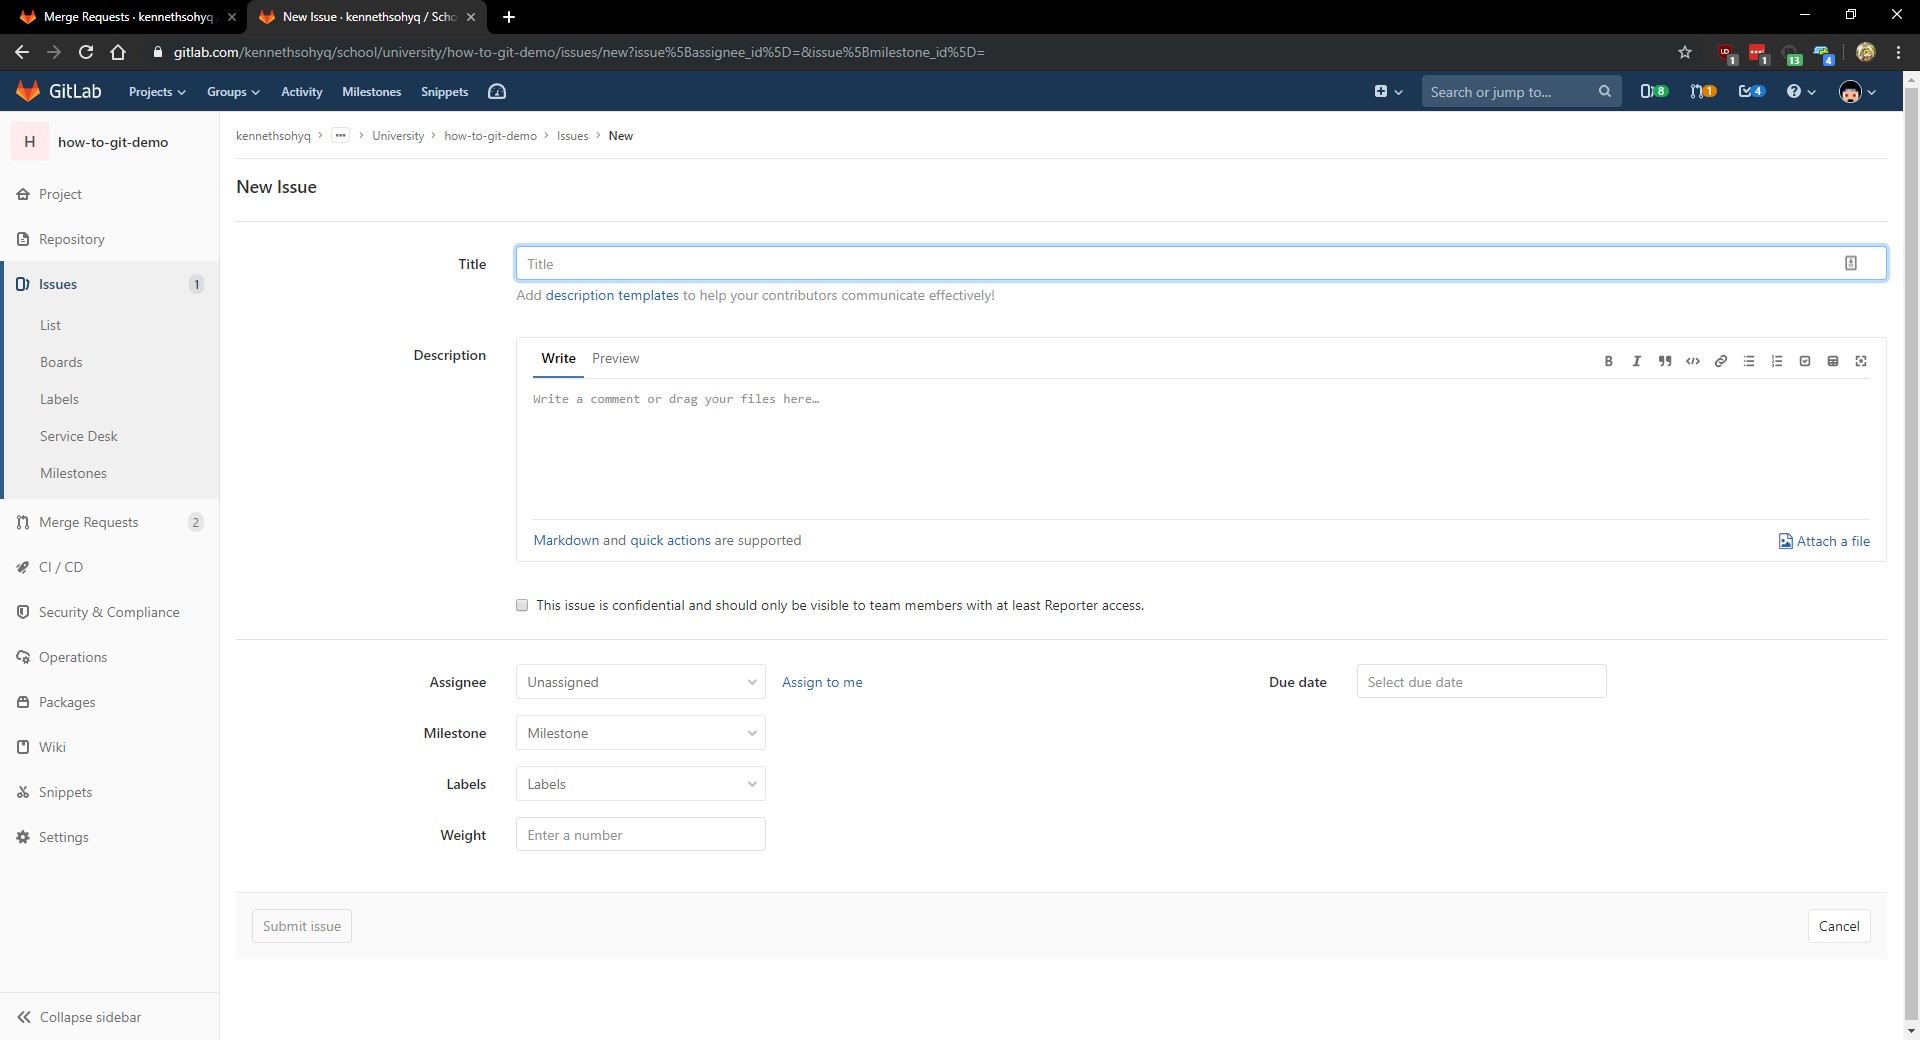 Merge Requests · kennethsohyq
New Issue · kennethsohyq / Scho
gitlab.com/kennethsohyq/school/university/how-to-git-demo/issues/new?issue%5Bassignee_id%5D=&issue%5Bmilestone_id%5D=
1
1
13
4
GitLab
Projects
Groups
Activity
Milestones
Snippets
Search or jump to...
8
1
4
H
how-to-git-demo
kennethsohyq
University
how-to-git-demo
Issues
New
Project
Repository
Issues
1
List
Boards
Labels
Service Desk
Milestones
Merge Requests
2
CI / CD
Security & Compliance
Operations
Packages
Wiki
Snippets
Settings
Collapse sidebar
New Issue
Title
Title
Add description templates to help your contributors communicate effectively!
Description
Write
Preview
Write a comment or drag your files here…
Markdown and quick actions are supported
Attach a file
This issue is confidential and should only be visible to team members with at least Reporter access.
Assignee
Unassigned
Assign to me
Due date
Select due date
Milestone
Milestone
Labels
Labels
Weight
Enter a number
Submit issue
Cancel